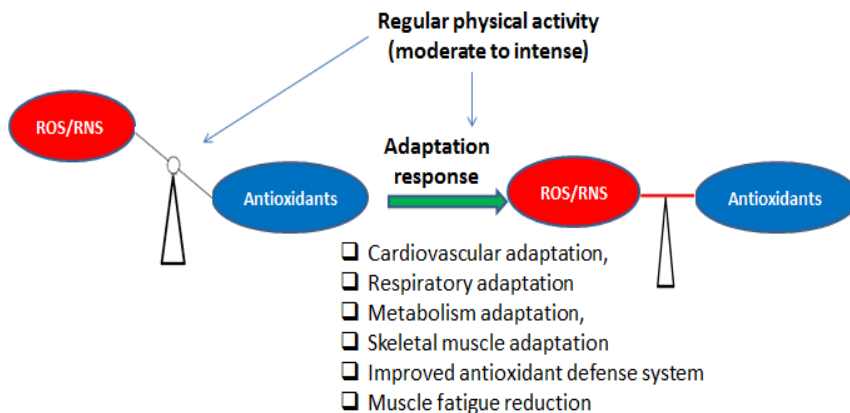 Regular physical activity
(moderate to intense)
ROS/RNS
Antioxidants
Adaptation
response
ROS/RNS
Antioxidants
❑ Cardiovascular adaptation,
❑ Respiratory adaptation
❑ Metabolism adaptation,
❑ Skeletal muscle adaptation
❑ Improved antioxidant defense system
❑ Muscle fatigue reduction